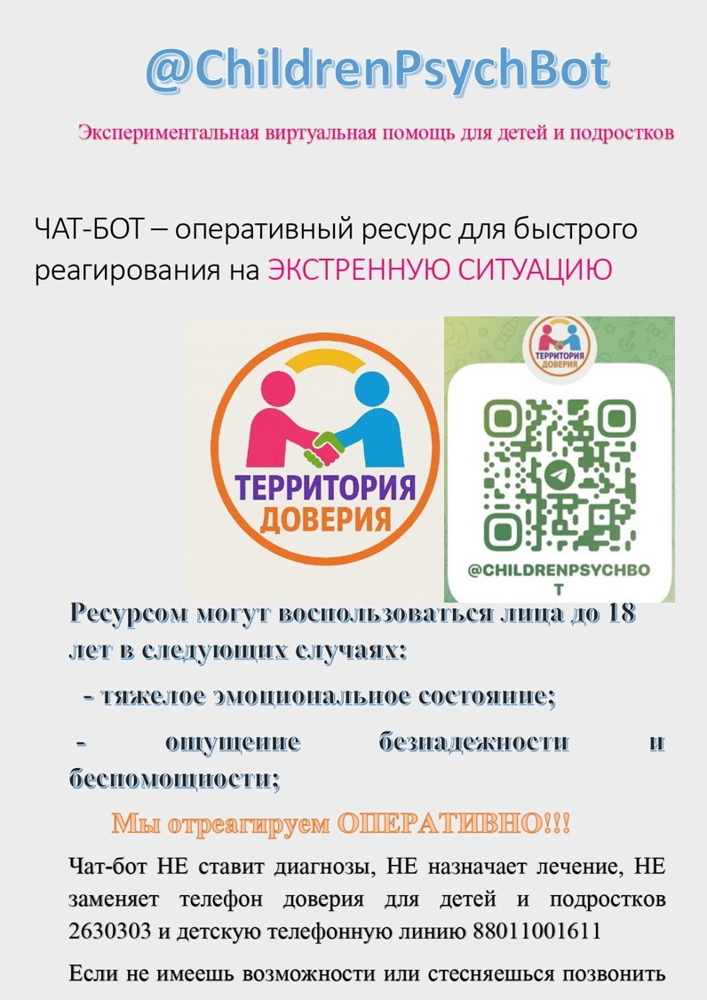 @ChildrenPsychBot
Экспериментальная виртуальная помощь для детей и подростков
ЧАТ-БОТ – оперативный ресурс для быстрого
реагирования на ЭКСТРЕННУЮ СИТУАЦИЮ
ТЕРРИТОРИЯ
ДОВЕРИЯ
ТЕРРИТОРИЯ
ДОВЕРИЯ
@CHILDRENPSYCHBO
T
Ресурсом могут воспользоваться лица до 18
лет в следующих случаях:
- тяжелое эмоциональное состояние;
- ощущение безнадежности и
беспомощности;
Мы отреагируем ОПЕРАТИВНО!!!
Чат-бот НЕ ставит диагнозы, НЕ назначает лечение, НЕ
заменяет телефон доверия для детей и подростков
2630303 и детскую телефонную линию 88011001611
Если не имеешь возможности или стесняешься позвонить